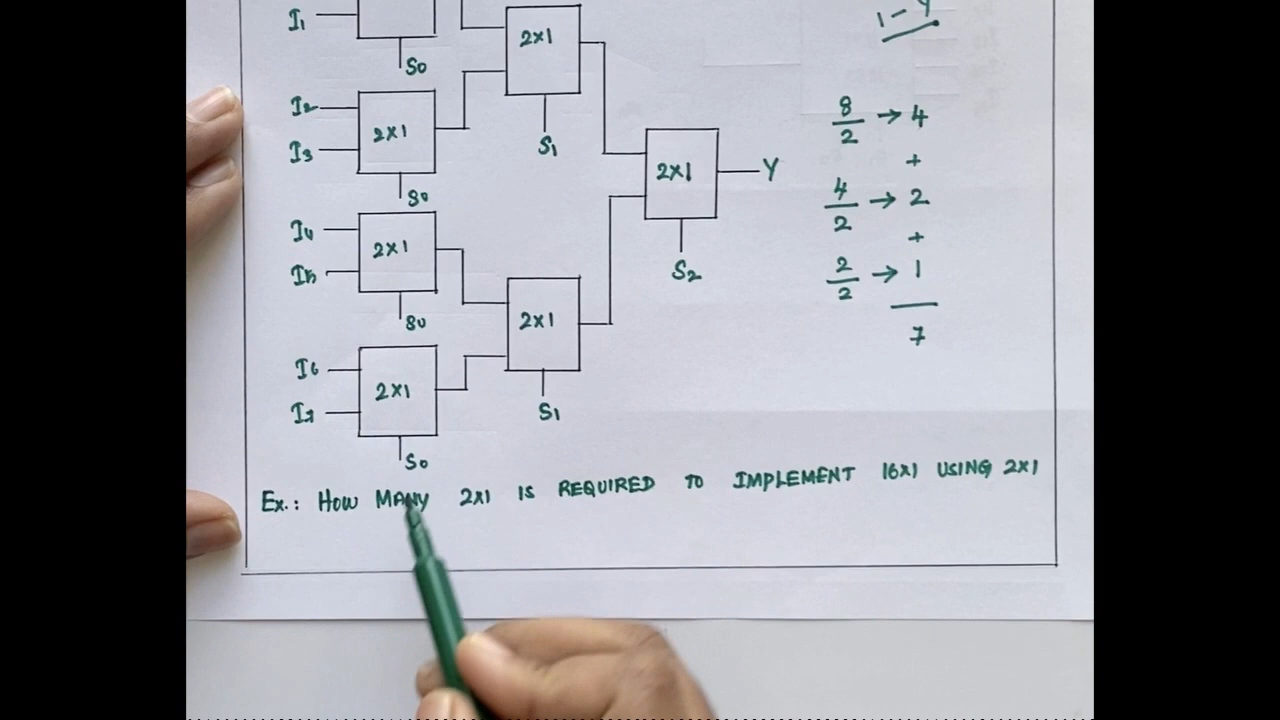 I1
2x1
1-Y
S0
8/2 → 4
I2
2x1
S1
+
I3
2x1
Y
S0
4/2 → 2
I4
2x1
+
I5
S2
2/2 → 1
S0
2x1
7
I6
2x1
I7
S1
S0
Ex.: HOW MANY 2x1 IS REQUIRED TO IMPLEMENT 16x1 USING 2x1